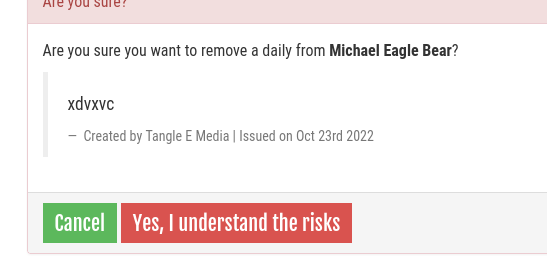 Are you sure?
Are you sure you want to remove a daily from Michael Eagle Bear?
xdvxvc
— Created by Tangle E Media | Issued on Oct 23rd 2022
Cancel
Yes, I understand the risks